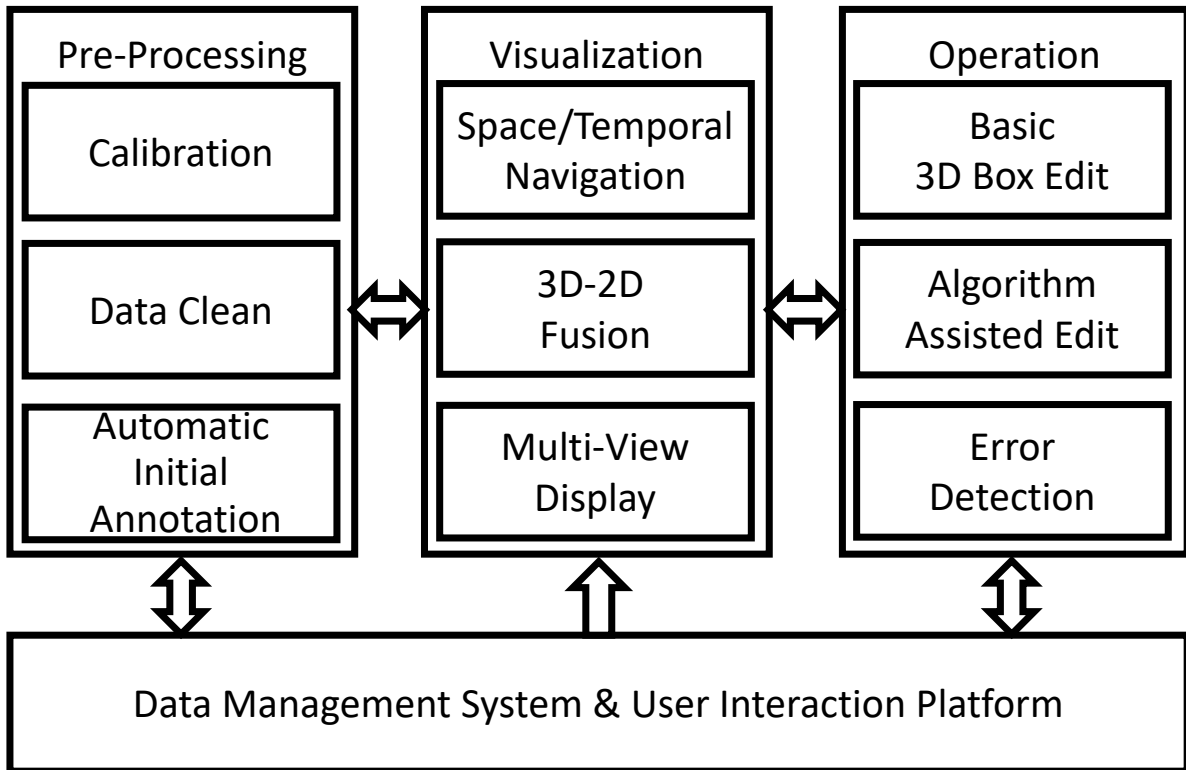 Pre-Processing
Calibration
Data Clean
Automatic
Initial
Annotation
Visualization
Space/Temporal
Navigation
3D-2D
Fusion
Multi-View
Display
Operation
Basic
3D Box Edit
Algorithm
Assisted Edit
Error
Detection
Data Management System & User Interaction Platform